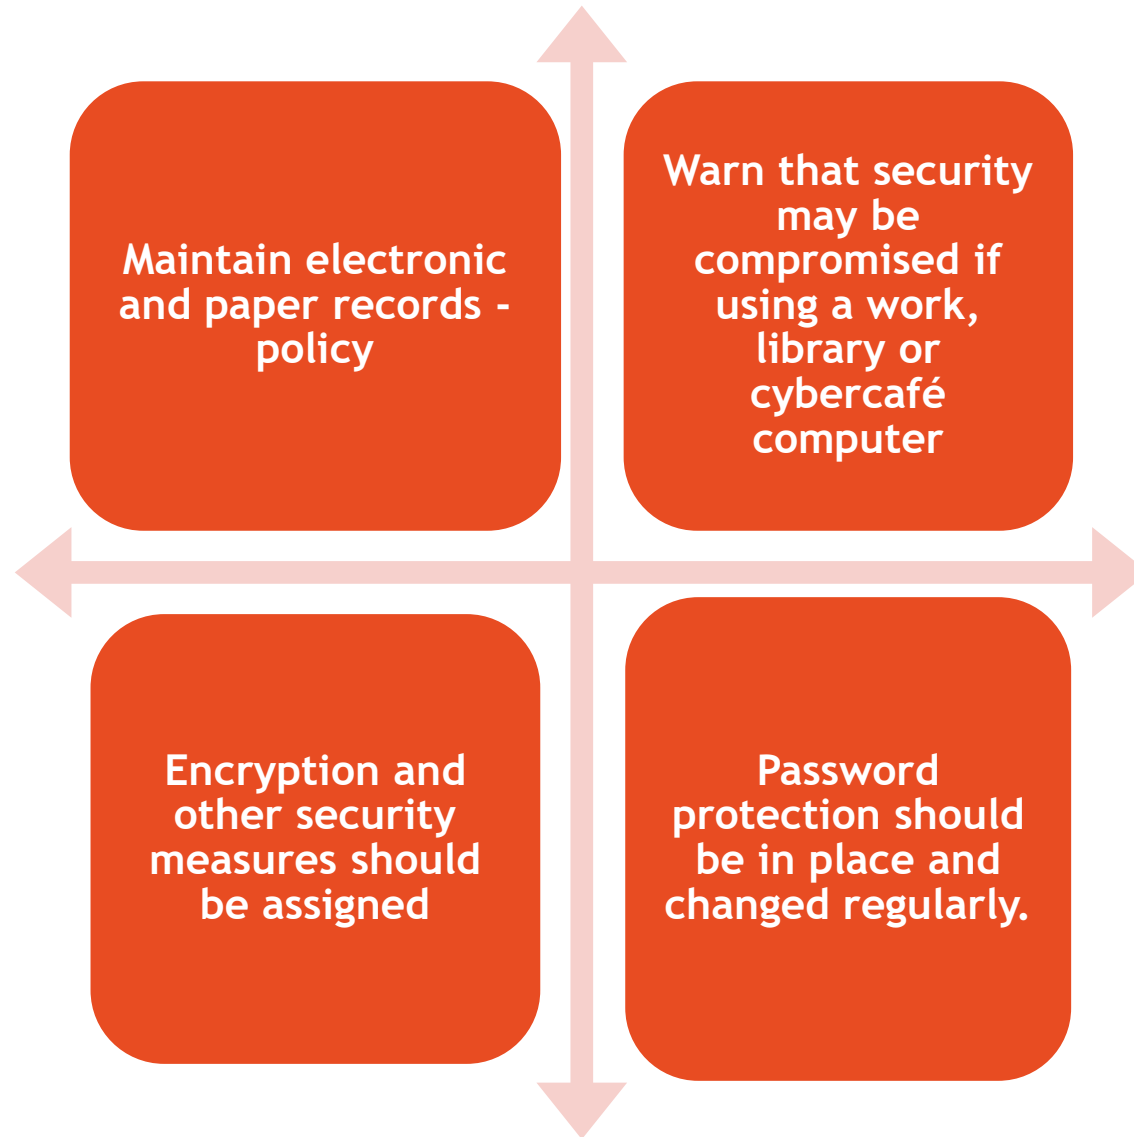 Maintain electronic
and paper records -
policy
Warn that security
may be
compromised if
using a work,
library or
cybercafé
computer
Encryption and
other security
measures should
be assigned
Password
protection should
be in place and
changed regularly.